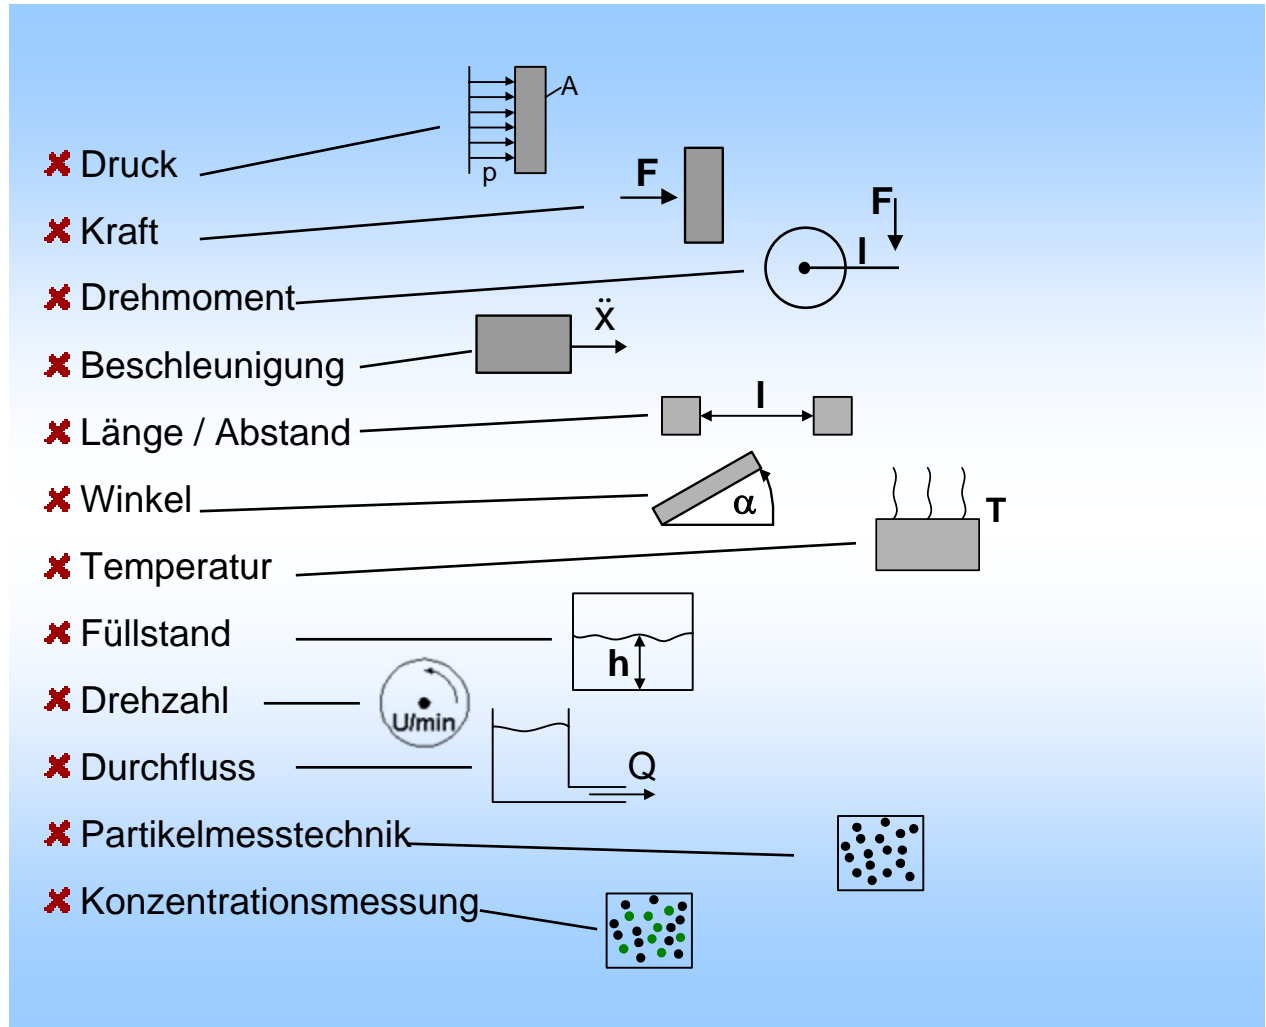 A
p
Druck
F
Kraft
F
l
Drehmoment
ẍ
Beschleunigung
l
Länge / Abstand
α
Winkel
T
Temperatur
Füllstand
h
Drehzahl
U/min
Durchfluss
Q
Partikelmesstechnik
Konzentrationsmessung